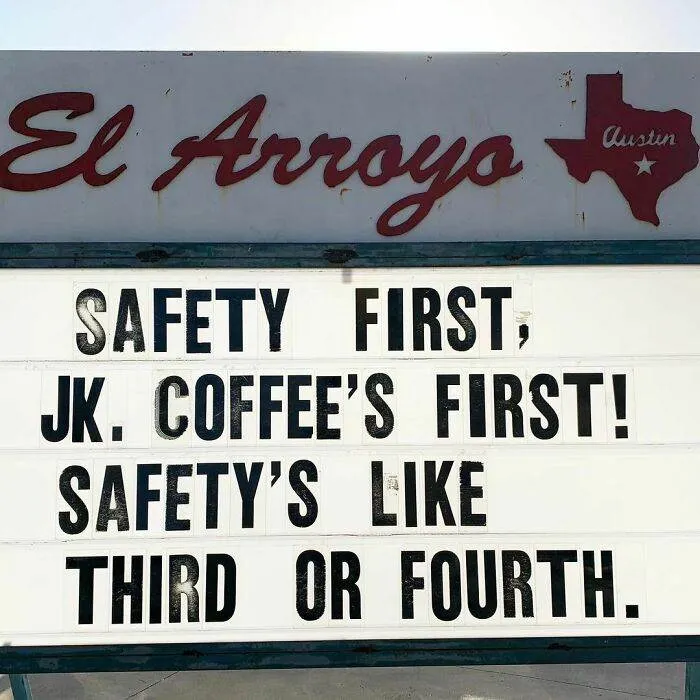 El Arroyo
Austin
SAFETY FIRST,
JK. COFFEE'S FIRST!
SAFETY'S LIKE
THIRD OR FOURTH.